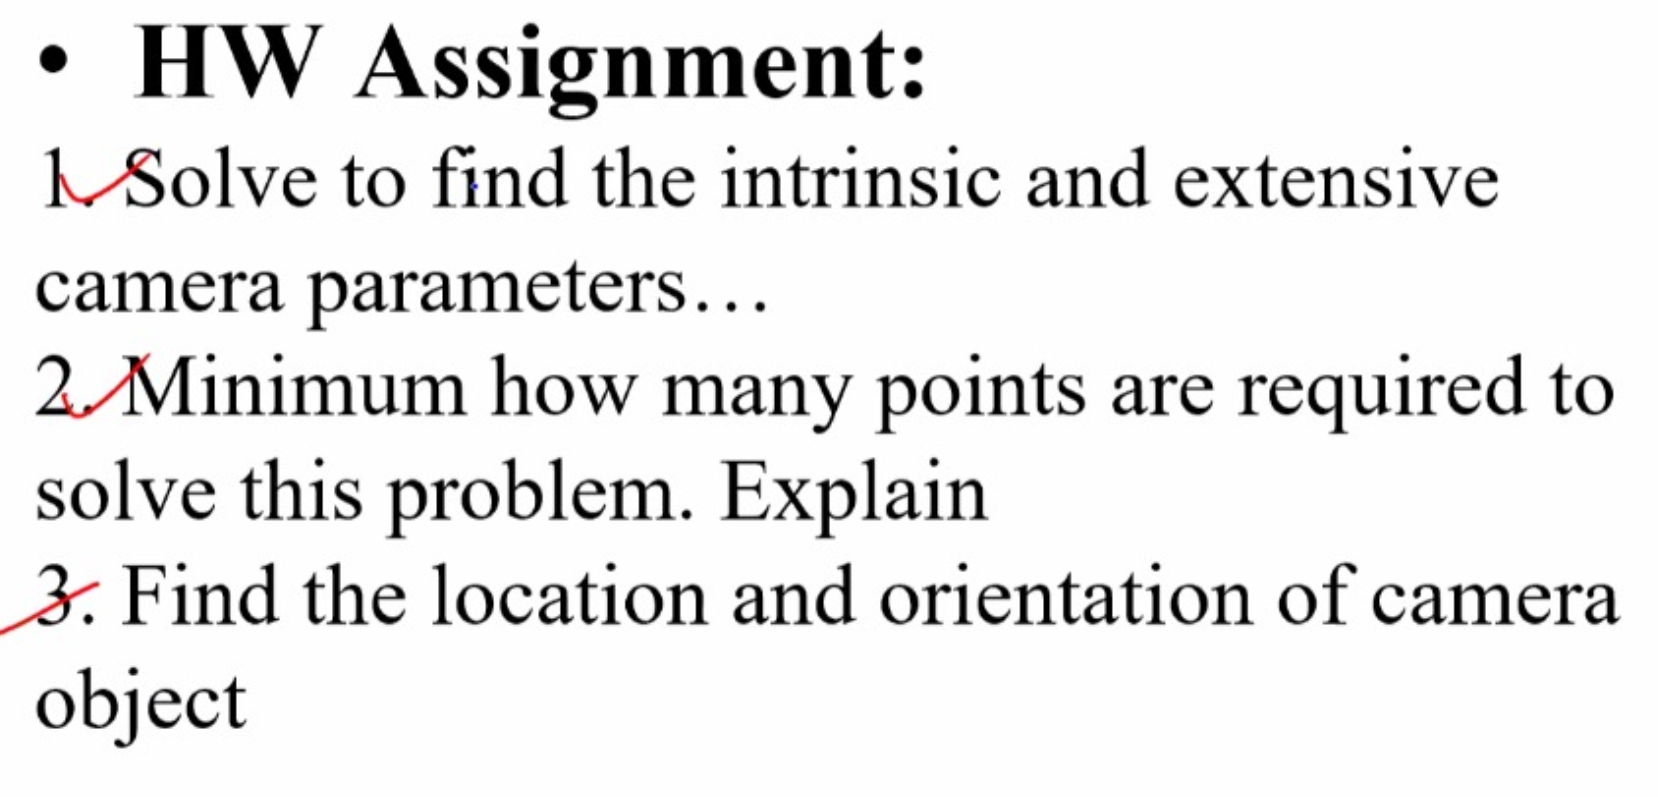 • HW Assignment:
1. Solve to find the intrinsic and extensive
camera parameters...
2. Minimum how many points are required to
solve this problem. Explain
3. Find the location and orientation of camera
object